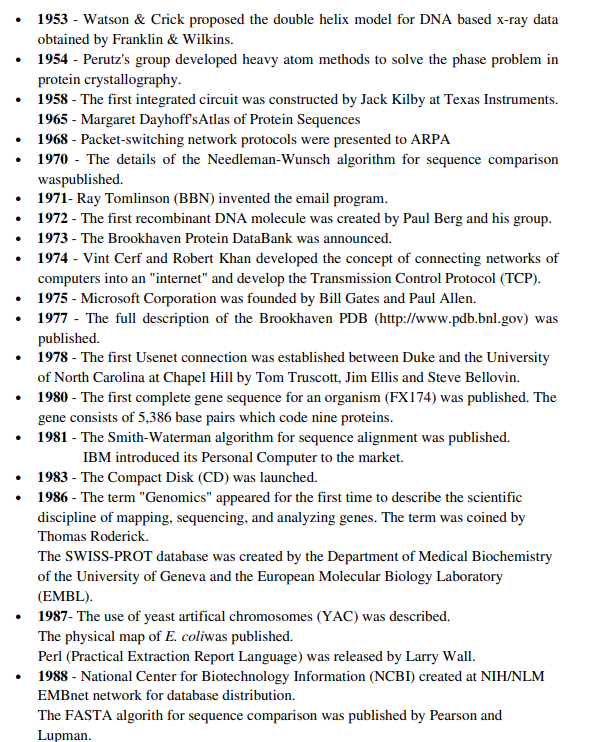 • 1953 - Watson & Crick proposed the double helix model for DNA based x-ray data
obtained by Franklin & Wilkins.
• 1954 - Perutz's group developed heavy atom methods to solve the phase problem in
protein crystallography.
• 1958 - The first integrated circuit was constructed by Jack Kilby at Texas Instruments.
1965 - Margaret Dayhoff'sAtlas of Protein Sequences
• 1968 - Packet-switching network protocols were presented to ARPA
• 1970 - The details of the Needleman-Wunsch algorithm for sequence comparison
waspublished.
• 1971- Ray Tomlinson (BBN) invented the email program.
• 1972 - The first recombinant DNA molecule was created by Paul Berg and his group.
• 1973 - The Brookhaven Protein DataBank was announced.
• 1974 - Vint Cerf and Robert Khan developed the concept of connecting networks of
computers into an "internet" and develop the Transmission Control Protocol (TCP).
• 1975 - Microsoft Corporation was founded by Bill Gates and Paul Allen.
• 1977 - The full description of the Brookhaven PDB (http://www.pdb.bnl.gov) was
published.
• 1978 - The first Usenet connection was established between Duke and the University
of North Carolina at Chapel Hill by Tom Truscott, Jim Ellis and Steve Bellovin.
• 1980 - The first complete gene sequence for an organism (FX174) was published. The
gene consists of 5,386 base pairs which code nine proteins.
• 1981 - The Smith-Waterman algorithm for sequence alignment was published.
IBM introduced its Personal Computer to the market.
• 1983 - The Compact Disk (CD) was launched.
• 1986 - The term "Genomics" appeared for the first time to describe the scientific
discipline of mapping, sequencing, and analyzing genes. The term was coined by
Thomas Roderick.
The SWISS-PROT database was created by the Department of Medical Biochemistry
of the University of Geneva and the European Molecular Biology Laboratory
(EMBL).
• 1987- The use of yeast artifical chromosomes (YAC) was described.
The physical map of E. coliwas published.
Perl (Practical Extraction Report Language) was released by Larry Wall.
• 1988 - National Center for Biotechnology Information (NCBI) created at NIH/NLM
EMBnet network for database distribution.
The FASTA algorith for sequence comparison was published by Pearson and
Lupman.